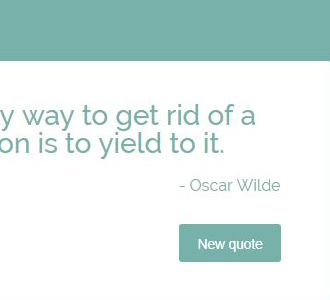 y way to get rid of a
on is to yield to it.
- Oscar Wilde
New quote